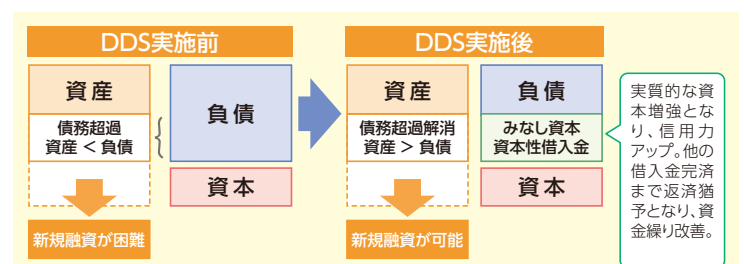 DDS実施前
資産
債務超過
資産 < 負債
負債
資本
新規融資が困難
DDS実施後
資産
債務超過解消
資産 > 負債
負債
みなし資本
資本性借入金
資本
新規融資が可能
実質的な資
本増強とな
り、信用力
アップ。他の
借入金完済
まで返済猶
予となり、資
金繰り改善。